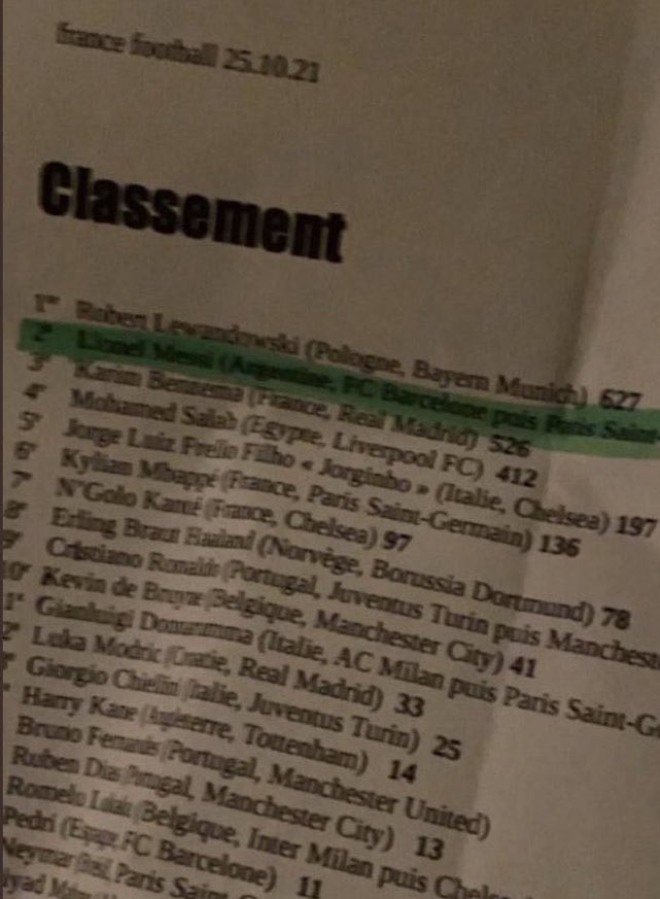 france football 25.10.21
Classement
1er Robert Lewandowski (Pologne, Bayern Munich) 627
2e Lionel Messi (Argentine, FC Barcelone puis Paris Saint-
3e Karim Benzema (France, Real Madrid) 526
4e Mohamed Salah (Egypte, Liverpool FC) 412
5e Jorge Luiz Frello Filho « Jorginho » (Italie, Chelsea) 197
6e Kylian Mbappé (France, Paris Saint-Germain) 136
7e N'Golo Kanté (France, Chelsea) 97
8e Erling Braut Haaland (Norvège, Borussia Dortmund) 78
9e Cristiano Ronaldo (Portugal, Juventus Turin puis Manchest
10e Kevin de Bruyne (Belgique, Manchester City) 41
1e Gianluigi Donnarumma (Italie, AC Milan puis Paris Saint-G
2e Luka Modric (Croatie, Real Madrid) 33
Giorgio Chiellini (Italie, Juventus Turin) 25
Harry Kane (Angleterre, Tottenham) 14
Bruno Fernandes (Portugal, Manchester United)
Ruben Dias (Portugal, Manchester City) 13
Romelu (Belgique, Inter Milan puis Chelse
Pedri (FC Barcelone) 11
Neymar Paris Saint-